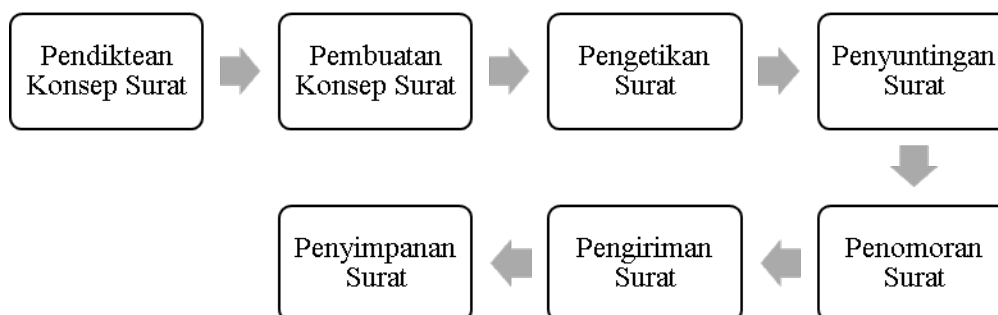 Pendiktean
Konsep Surat
Pembuatan
Konsep Surat
Pengetikan
Surat
Penyuntingan
Surat
Penomoran
Surat
Pengiriman
Surat
Penyimpanan
Surat